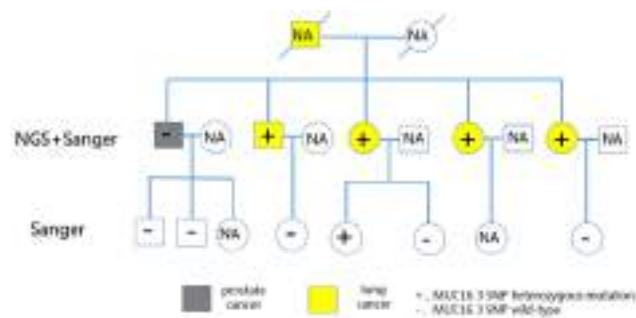 NA NA
NGS+Sanger - NA + NA + NA + NA + NA
Sanger - - NA - + - NA -
prostate cancer
lung cancer
+ , MUC16 3 SNP heterozygous mutation
- , MUC16 3 SNP wild-type